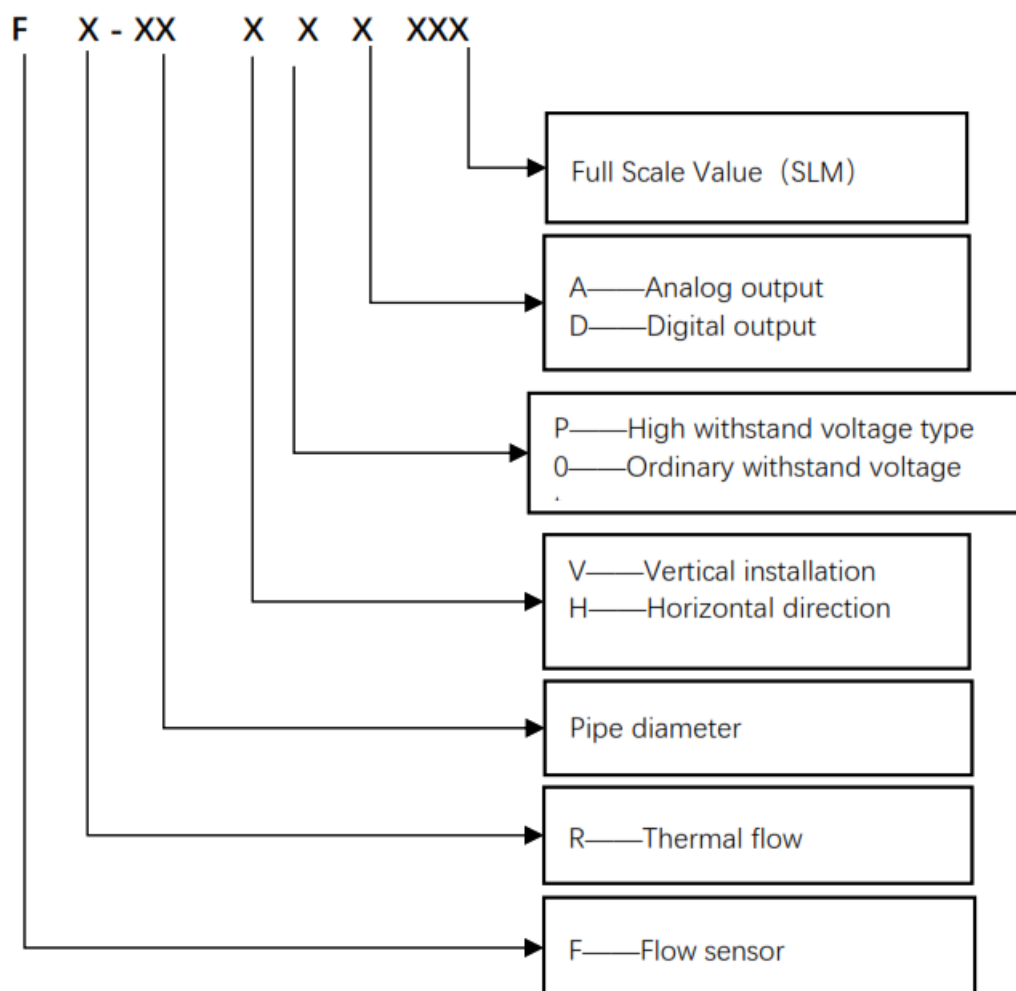 F X - XX X X X XXX
Full Scale Value（SLM）
A——Analog output
D——Digital output
P——High withstand voltage type
0——Ordinary withstand voltage
V——Vertical installation
H——Horizontal direction
Pipe diameter
R——Thermal flow
F——Flow sensor